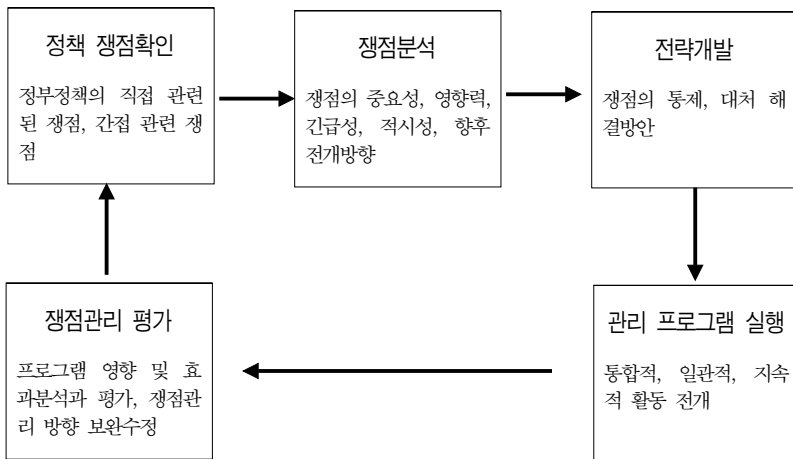 정책 쟁점확인
정부정책의 직접 관련
된 쟁점, 간접 관련 쟁
점
쟁점분석
쟁점의 중요성, 영향력,
긴급성, 적시성, 향후
전개방향
전략개발
쟁점의 통제, 대처 해
결방안
관리 프로그램 실행
통합적, 일관적, 지속
적 활동 전개
쟁점관리 평가
프로그램 영향 및 효
과분석과 평가, 쟁점관
리 방향 보완수정